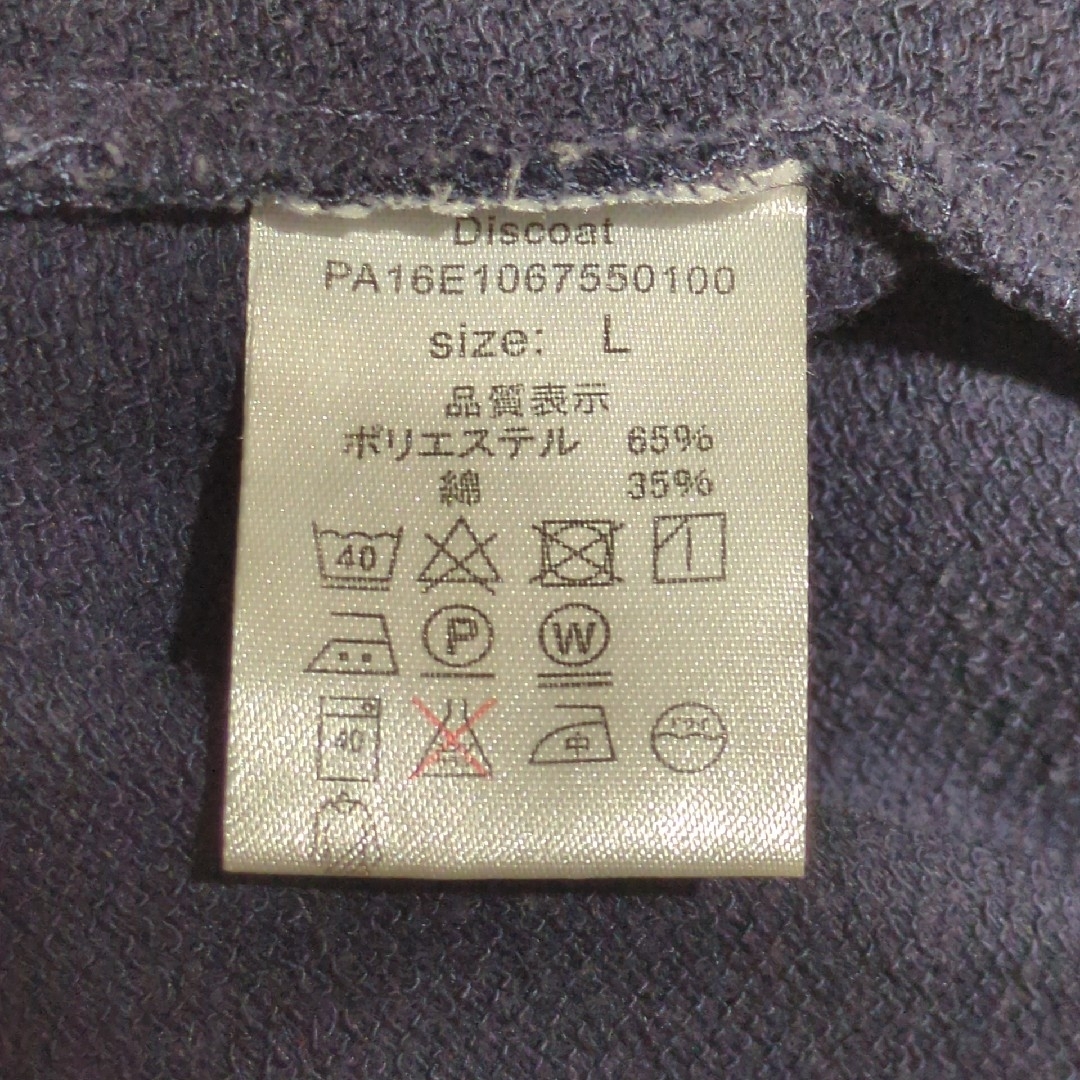 Discoat
PA16E1067550100
size: L
品質表示
ポリエステル 65%
綿 35%
40
P W
40 中